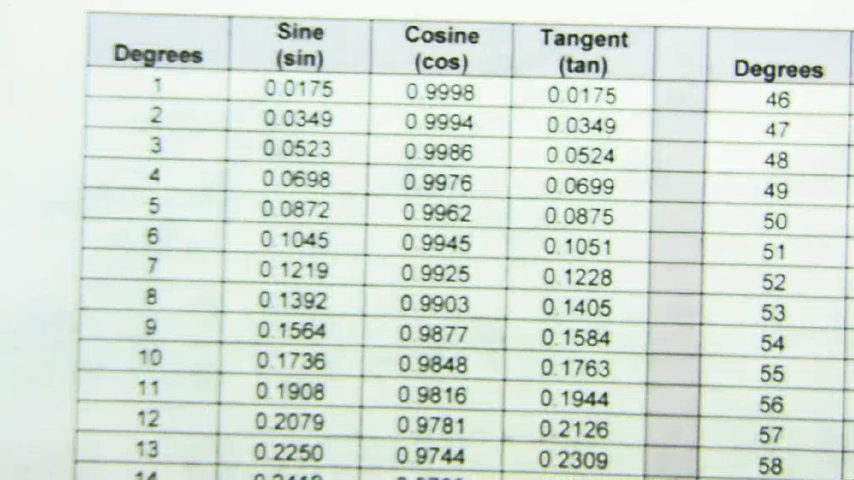 Degrees Sine (sin) Cosine (cos) Tangent (tan) Degrees
1 0.0175 0.9998 0.0175 46
2 0.0349 0.9994 0.0349 47
3 0.0523 0.9986 0.0524 48
4 0.0698 0.9976 0.0699 49
5 0.0872 0.9962 0.0875 50
6 0.1045 0.9945 0.1051 51
7 0.1219 0.9925 0.1228 52
8 0.1392 0.9903 0.1405 53
9 0.1564 0.9877 0.1584 54
10 0.1736 0.9848 0.1763 55
11 0.1908 0.9816 0.1944 56
12 0.2079 0.9781 0.2126 57
13 0.2250 0.9744 0.2309 58
14